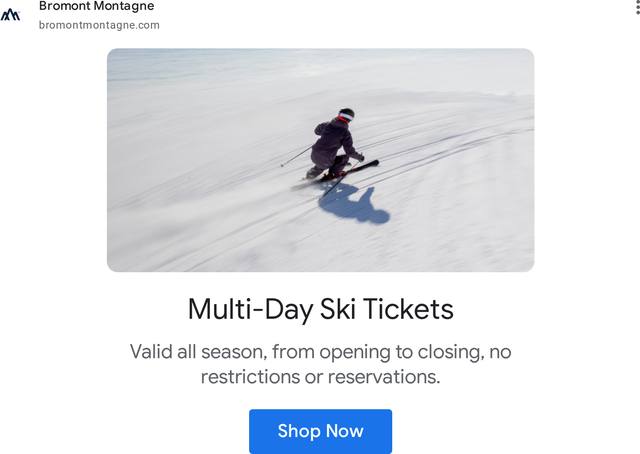 Bromont Montagne
bromontmontagne.com
Multi-Day Ski Tickets
Valid all season, from opening to closing, no
restrictions or reservations.
Shop Now